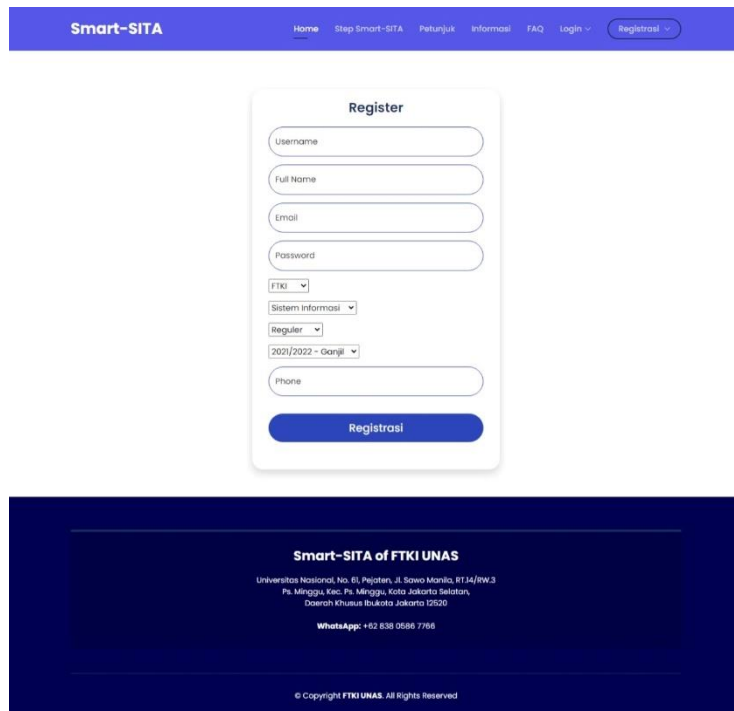 Smart-SITA
Home Step Smart-SITA Petunjuk Informasi FAQ Login Registrasi
Register
Username
Full Name
Email
Password
FTKI
Sistem Informasi
Reguler
2021/2022 - Ganjil
Phone
Registrasi
Smart-SITA of FTKI UNAS
Universitas Nasional, No. 61, Pejaten, Jl. Sawo Manila, RT.14/RW.3
Ps. Minggu, Kec. Ps. Minggu, Kota Jakarta Selatan,
Daerah Khusus Ibukota Jakarta 12520
WhatsApp: +62 838 0586 7766
© Copyright FTKI UNAS. All Rights Reserved